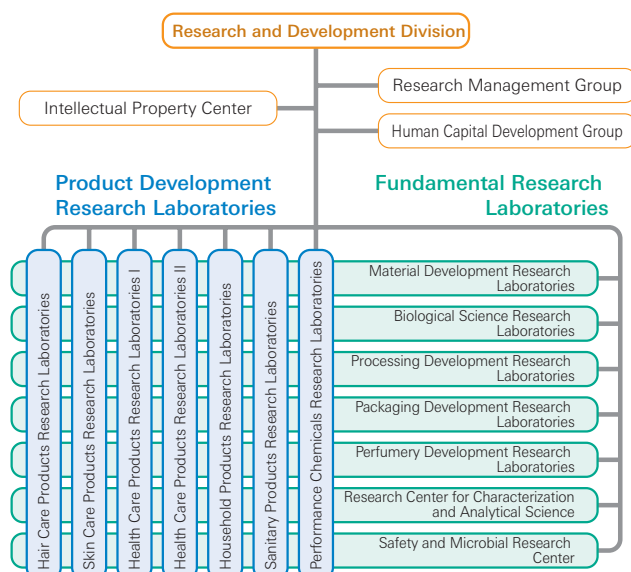 Research and Development Division
Research Management Group
Intellectual Property Center
Human Capital Development Group
Product Development
Research Laboratories
Fundamental Research
Laboratories
Hair Care Products Research Laboratories
Skin Care Products Research Laboratories
Health Care Products Research Laboratories I
Health Care Products Research Laboratories II
Household Products Research Laboratories
Sanitary Products Research Laboratories
Performance Chemicals Research Laboratories
Material Development Research
Laboratories
Biological Science Research
Laboratories
Processing Development Research
Laboratories
Packaging Development Research
Laboratories
Perfumery Development Research
Laboratories
Research Center for Characterization
and Analytical Science
Safety and Microbial Research
Center